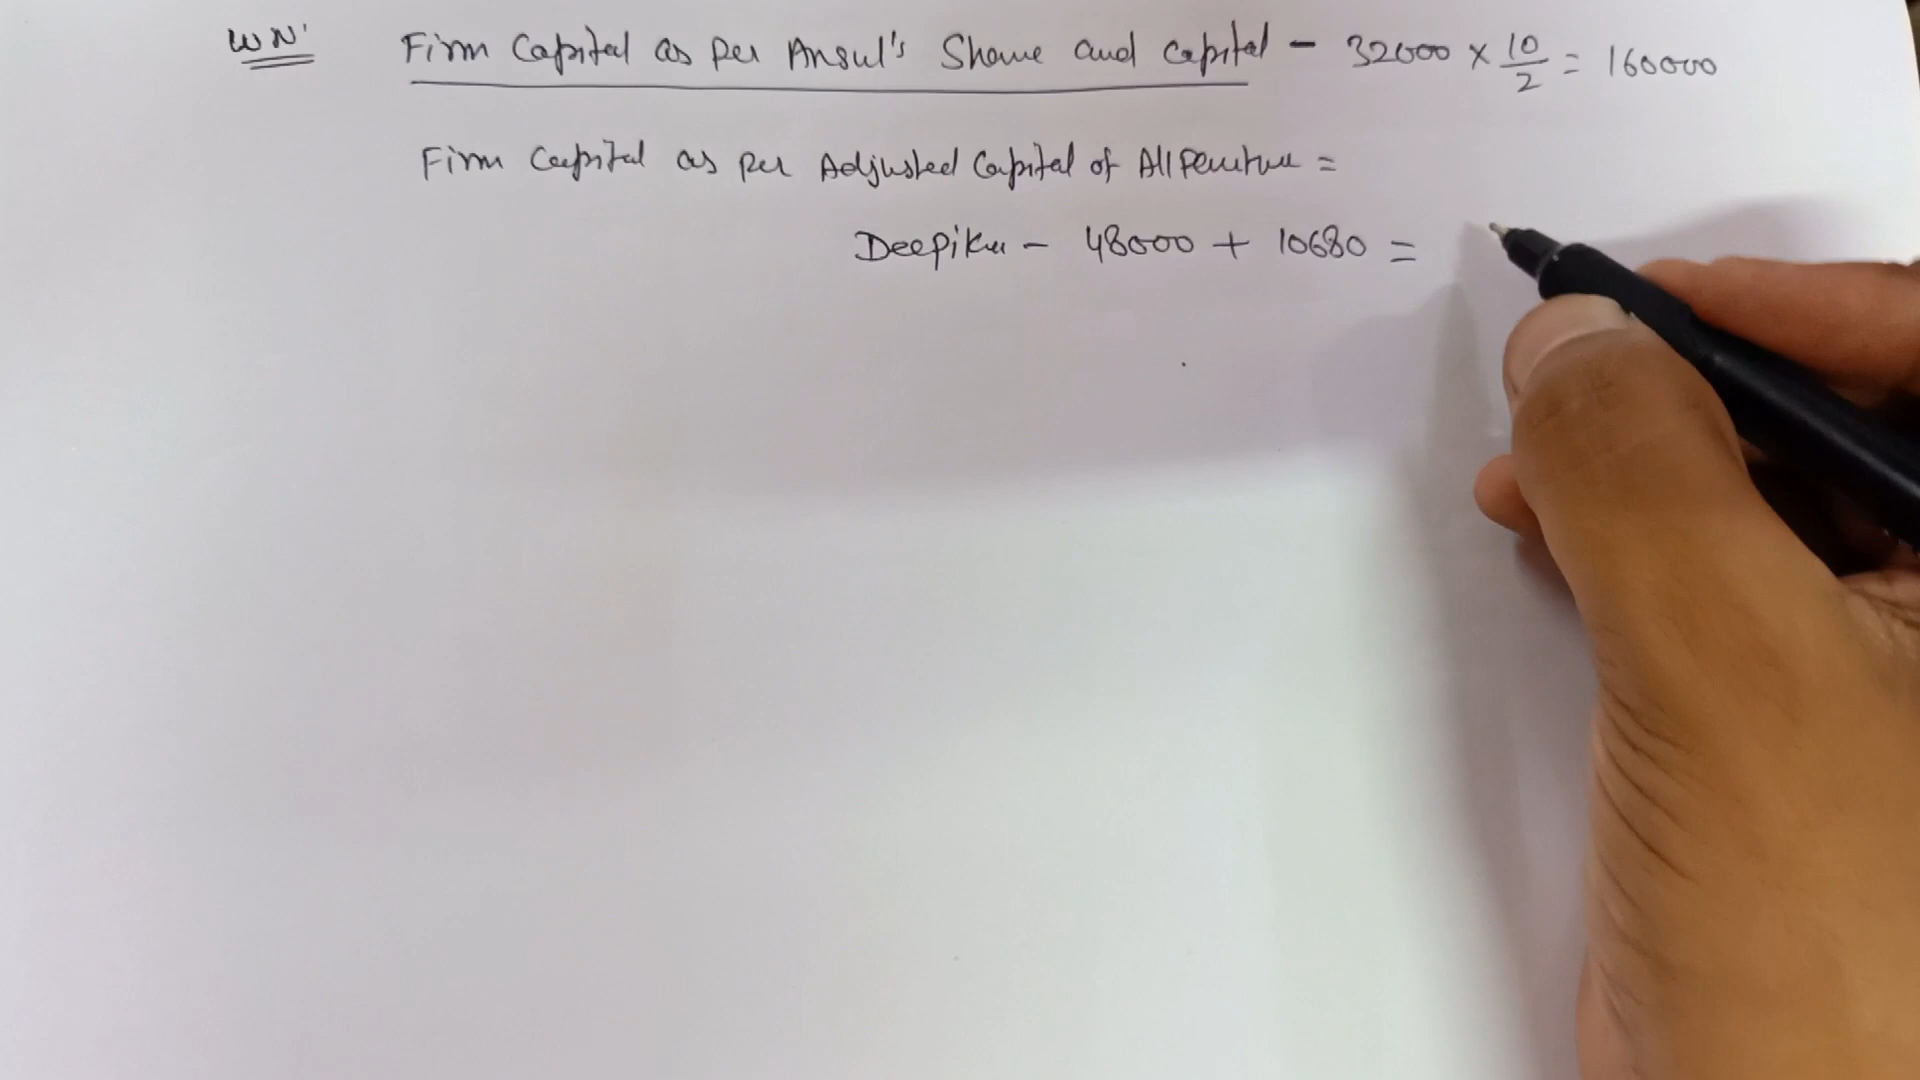 WN'
Firm Capital as per Ansul's Share and Capital - 32000 × 10/2 = 160000
Firm Capital as per Adjusted Capital of All Partner =
Deepika - 48000 + 10680 =